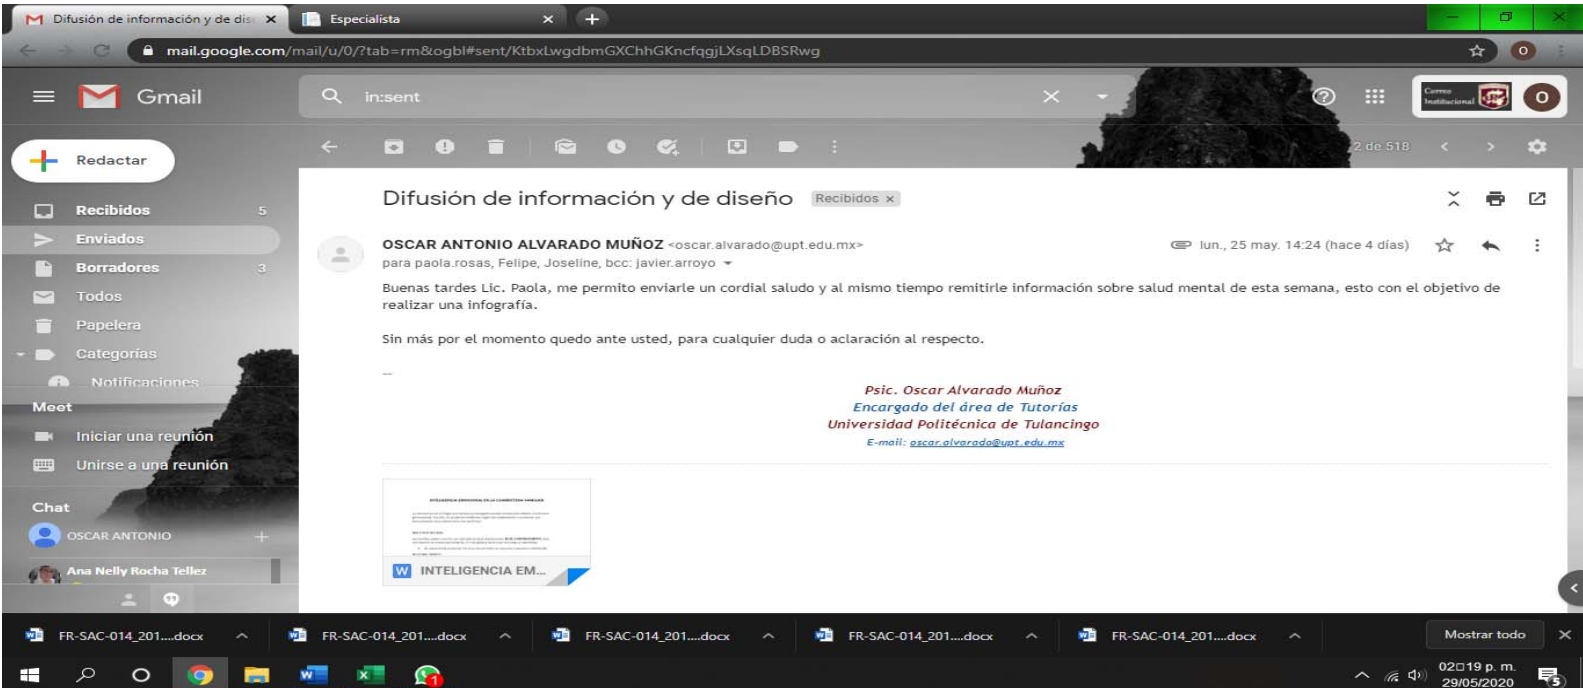 Difusión de información y de dis
Especialista
mail.google.com/mail/u/0/?tab=rm&ogbl#sent/KtbxLwgdbmGXChhGKncfqgjLXsqLDBSRwg
O
Gmail
in:sent
Correo
Institucional
O
Redactar
2 de 518
Difusión de información y de diseño
Recibidos x
Recibidos 5
Enviados
Borradores 3
Todos
Papelera
Categorías
Notificaciones
Meet
Iniciar una reunión
Unirse a una reunión
Chat
OSCAR ANTONIO
Ana Nelly Rocha Tellez
OSCAR ANTONIO ALVARADO MUÑOZ <oscar.alvarado@upt.edu.mx>
lun., 25 may. 14:24 (hace 4 días)
para paola.rosas, Felipe, Joseline, bcc: javier.arroyo
Buenas tardes Lic. Paola, me permito enviarle un cordial saludo y al mismo tiempo remitirle información sobre salud mental de esta semana, esto con el objetivo de
realizar una infografía.
Sin más por el momento quedo ante usted, para cualquier duda o aclaración al respecto.
--
Psic. Oscar Alvarado Muñoz
Encargado del área de Tutorías
Universidad Politécnica de Tulancingo
E-mail: oscar.alvarado@upt.edu.mx
W INTELIGENCIA EM...
FR-SAC-014_201....docx
FR-SAC-014_201....docx
FR-SAC-014_201....docx
FR-SAC-014_201....docx
FR-SAC-014_201....docx
Mostrar todo
1
02□19 p. m.
29/05/2020
5